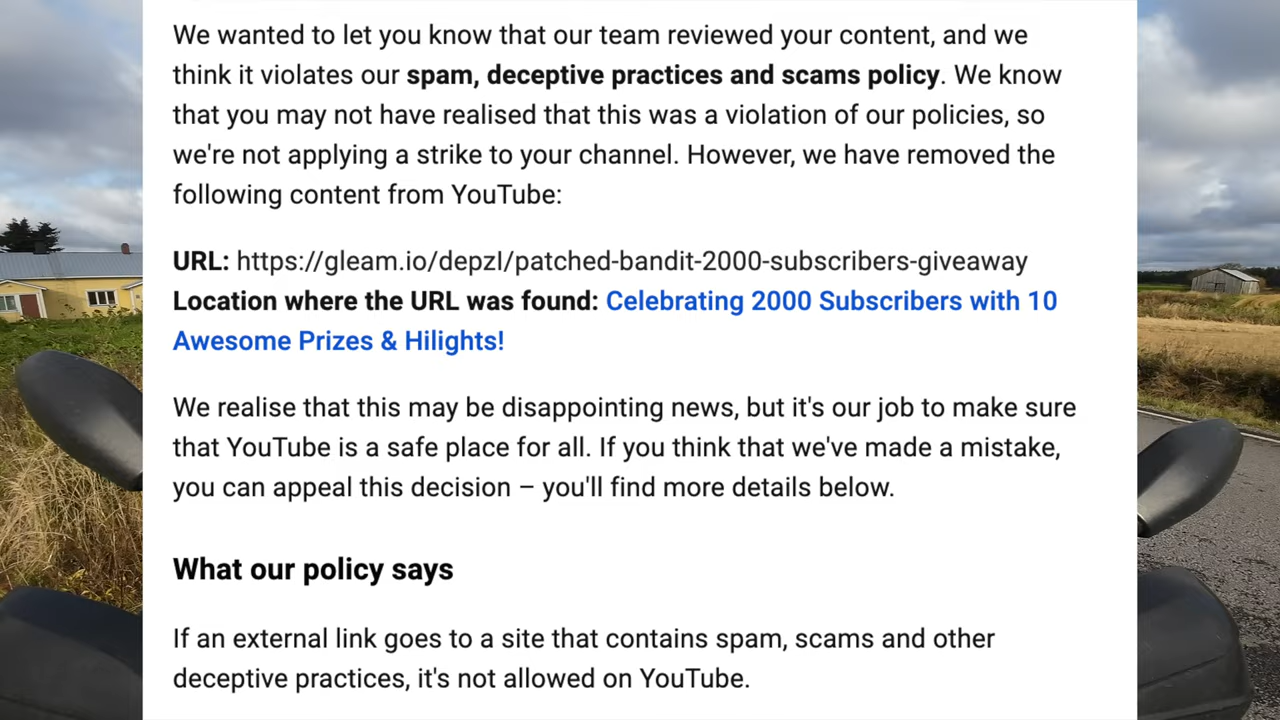 We wanted to let you know that our team reviewed your content, and we
think it violates our spam, deceptive practices and scams policy. We know
that you may not have realised that this was a violation of our policies, so
we're not applying a strike to your channel. However, we have removed the
following content from YouTube:
URL: https://gleam.io/depzI/patched-bandit-2000-subscribers-giveaway
Location where the URL was found: Celebrating 2000 Subscribers with 10
Awesome Prizes & Hilights!
We realise that this may be disappointing news, but it's our job to make sure
that YouTube is a safe place for all. If you think that we've made a mistake,
you can appeal this decision – you'll find more details below.
What our policy says
If an external link goes to a site that contains spam, scams and other
deceptive practices, it's not allowed on YouTube.